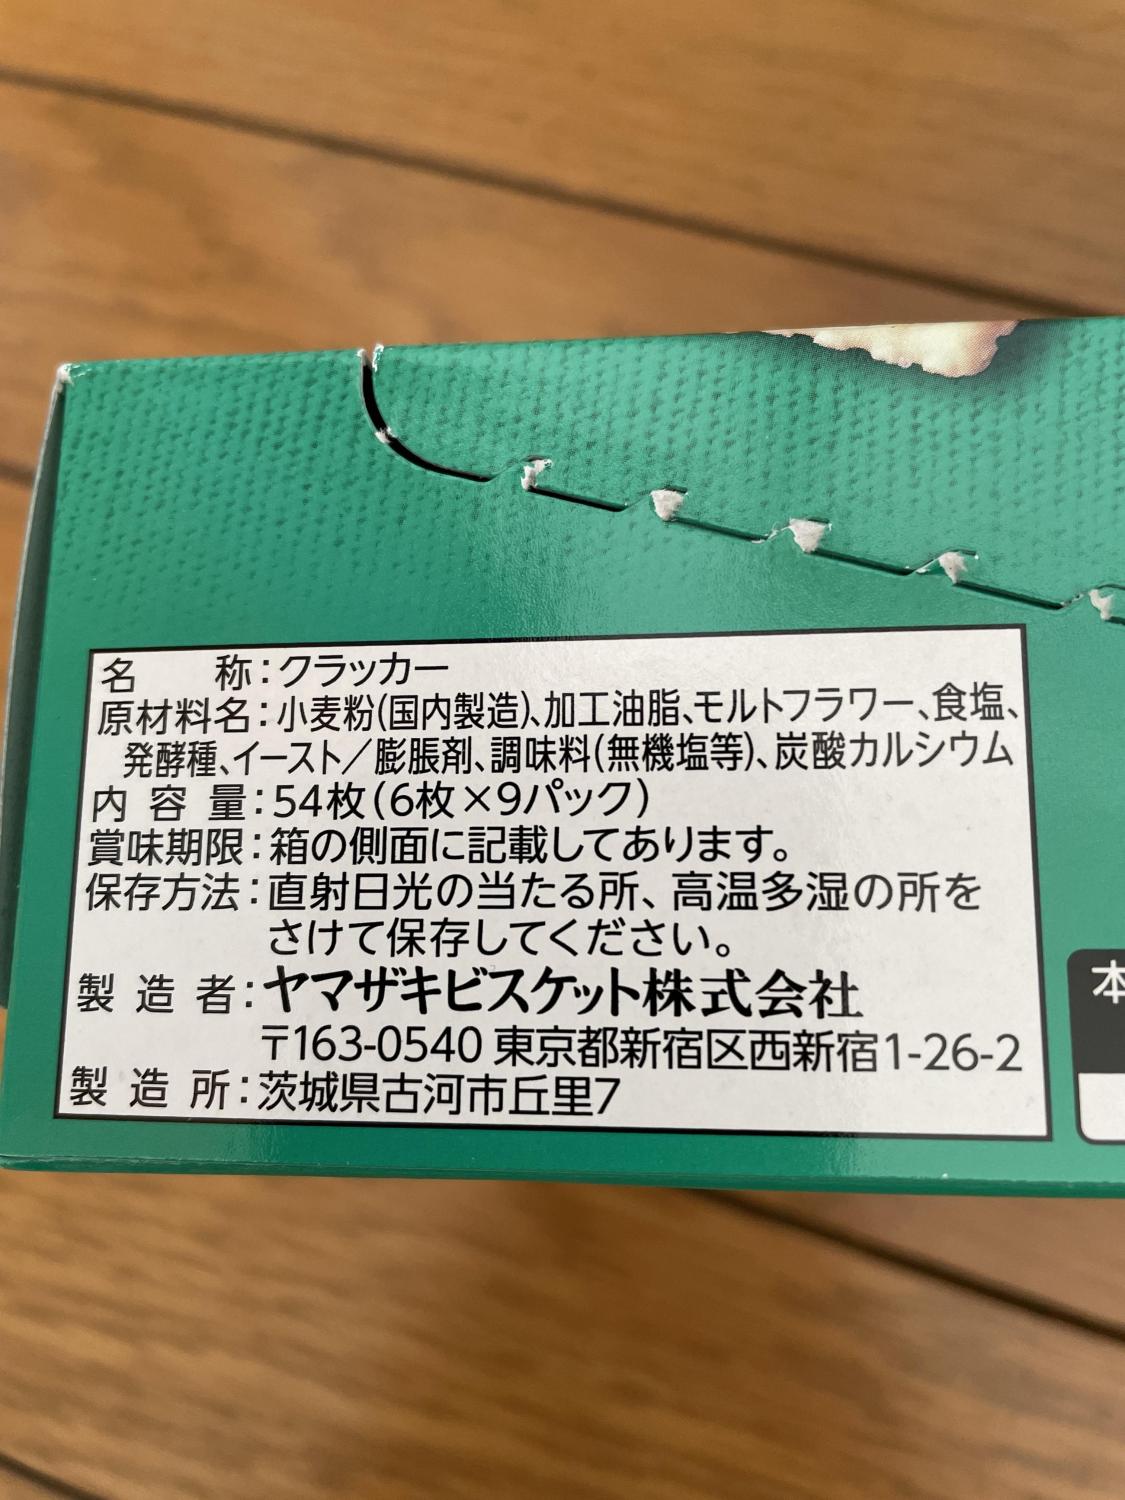 名称：クラッカー
原材料名：小麦粉(国内製造)、加工油脂、モルトフラワー、食塩、
発酵種、イースト／膨脹剤、調味料(無機塩等)、炭酸カルシウム
内容量：54枚(6枚×9パック)
賞味期限：箱の側面に記載してあります。
保存方法：直射日光の当たる所、高温多湿の所を
さけて保存してください。
製造者：ヤマザキビスケット株式会社
〒163-0540 東京都新宿区西新宿1-26-2
製造所：茨城県古河市丘里7
本